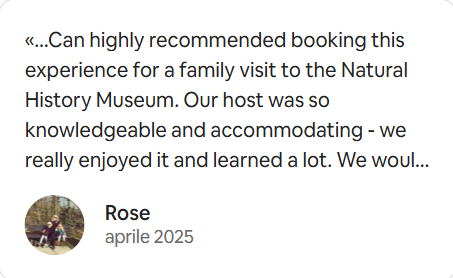 «...Can highly recommended booking this
experience for a family visit to the Natural
History Museum. Our host was so
knowledgeable and accommodating - we
really enjoyed it and learned a lot. We woul...
Rose
aprile 2025